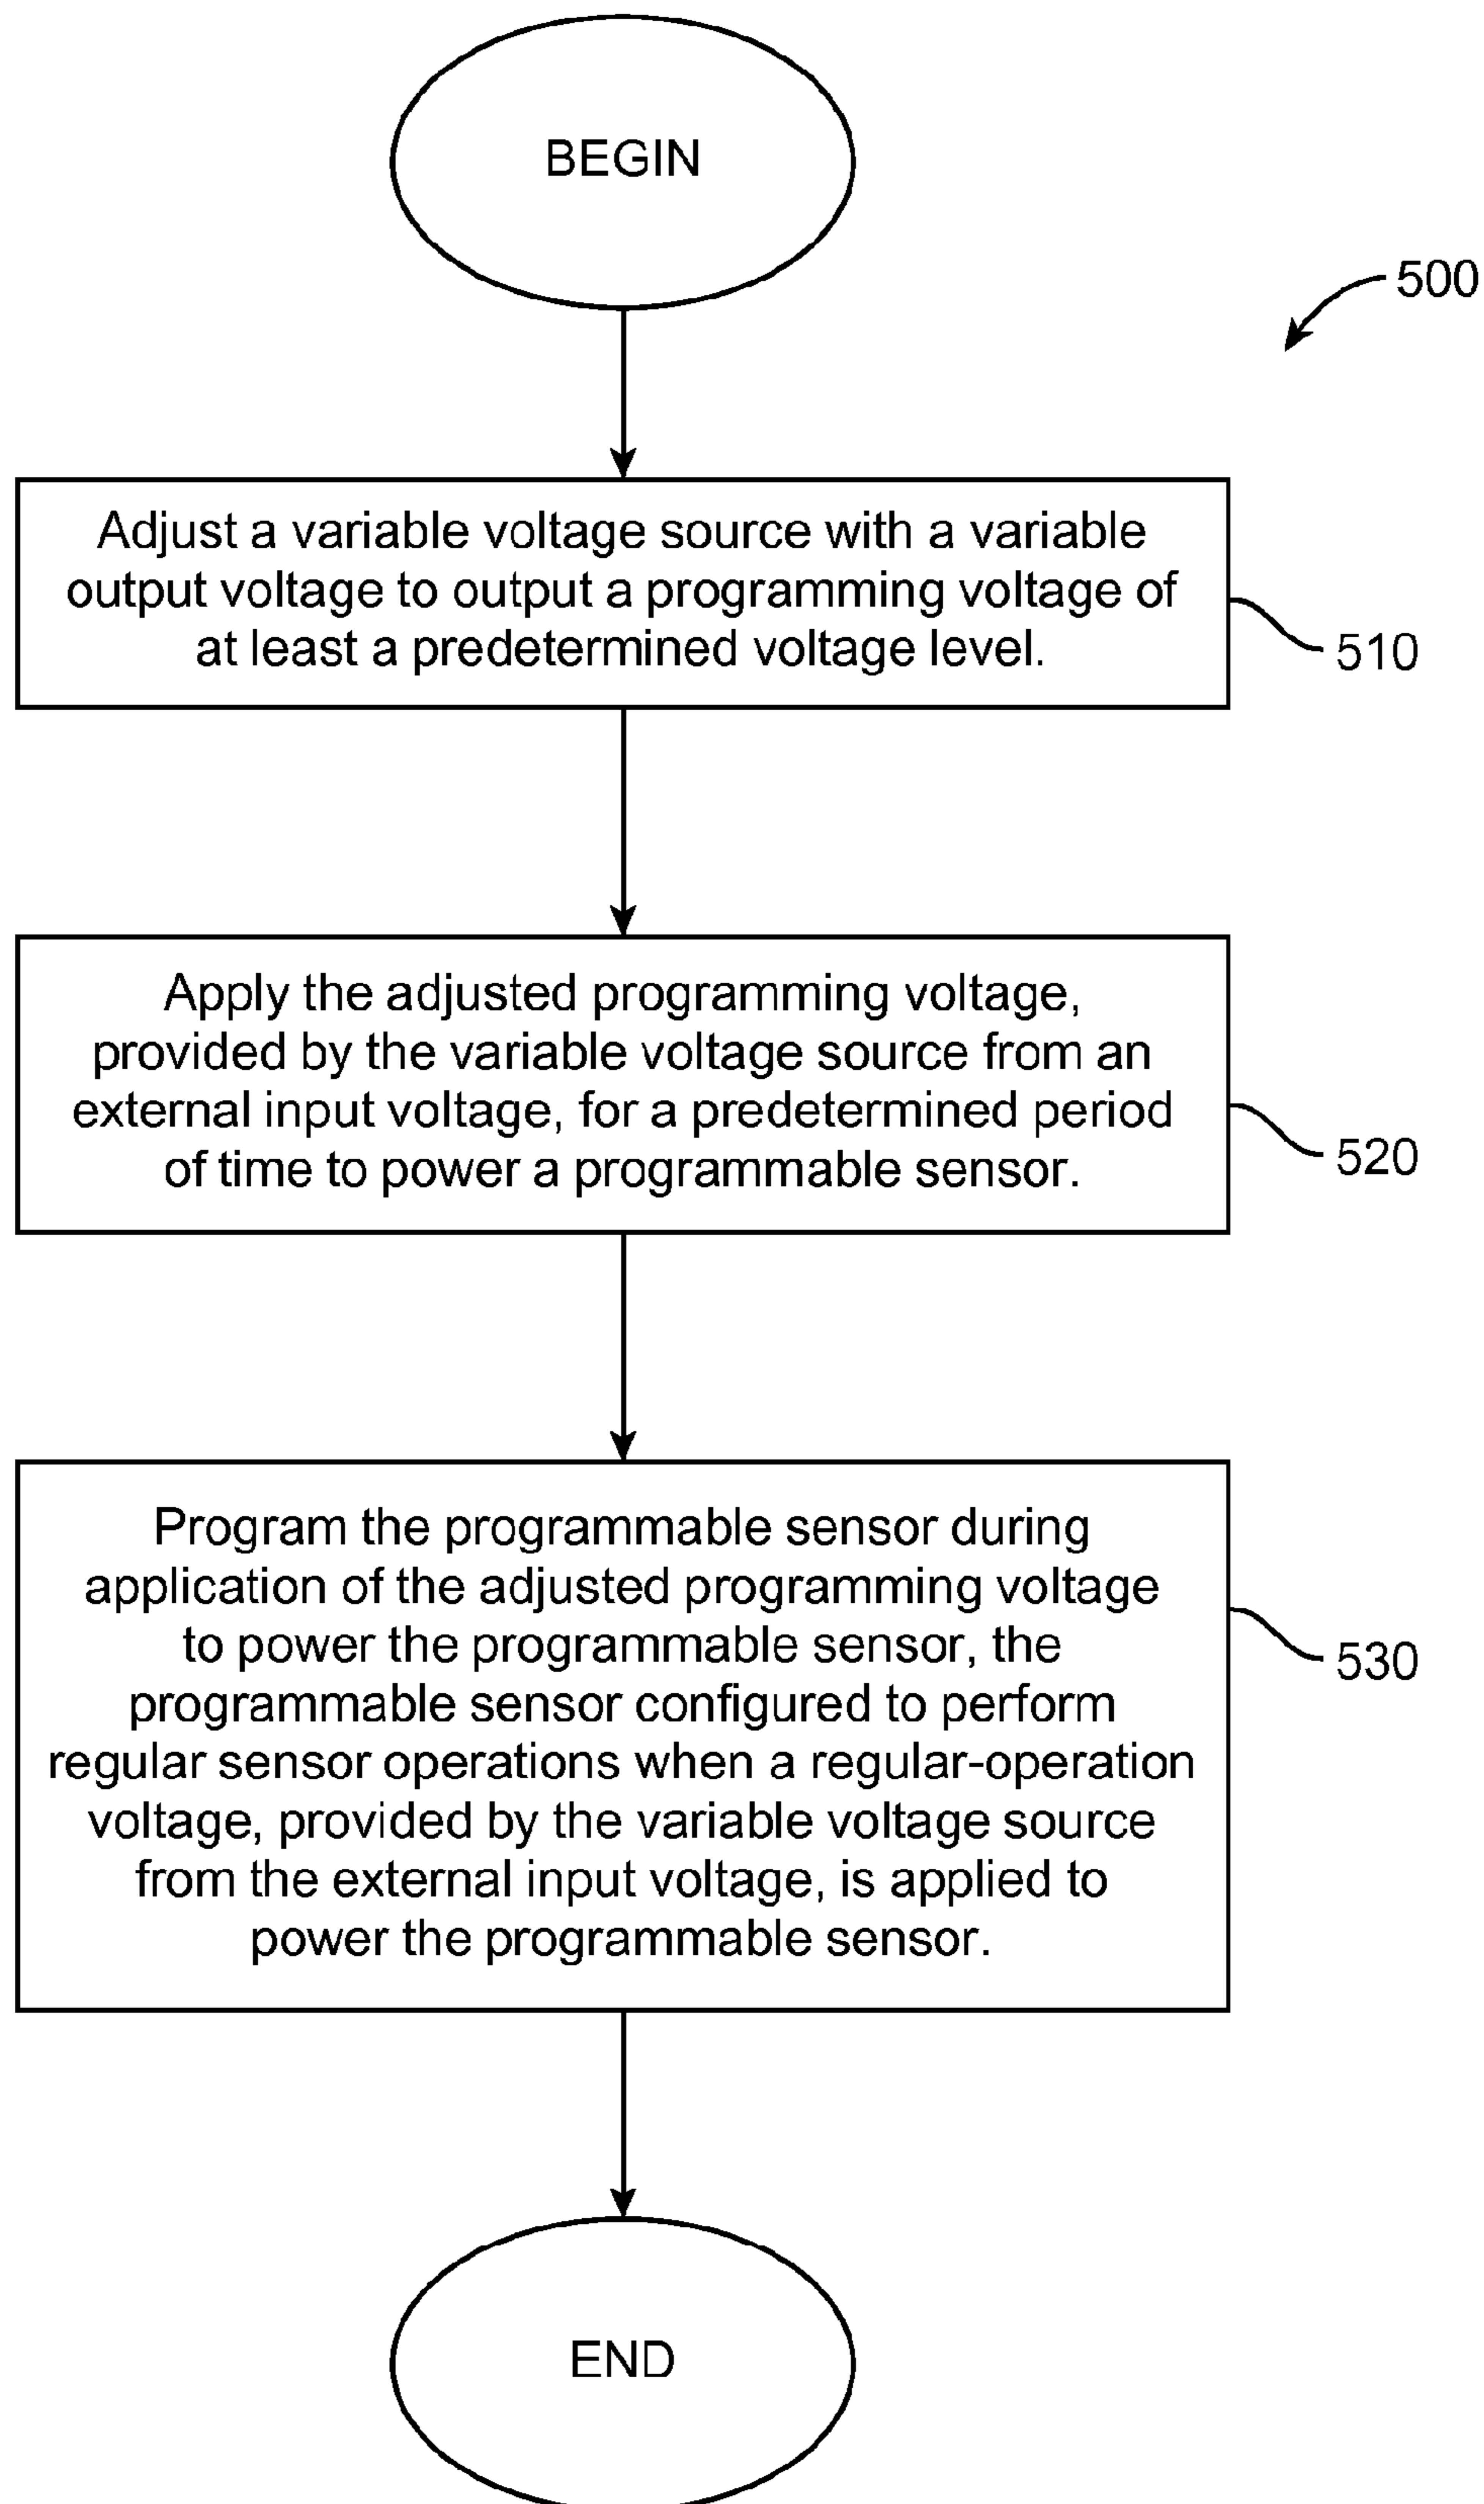 BEGIN
500
Adjust a variable voltage source with a variable
output voltage to output a programming voltage of
at least a predetermined voltage level.
510
Apply the adjusted programming voltage,
provided by the variable voltage source from an
external input voltage, for a predetermined period
of time to power a programmable sensor.
520
Program the programmable sensor during
application of the adjusted programming voltage
to power the programmable sensor, the
programmable sensor configured to perform
regular sensor operations when a regular-operation
voltage, provided by the variable voltage source
from the external input voltage, is applied to
power the programmable sensor.
530
END